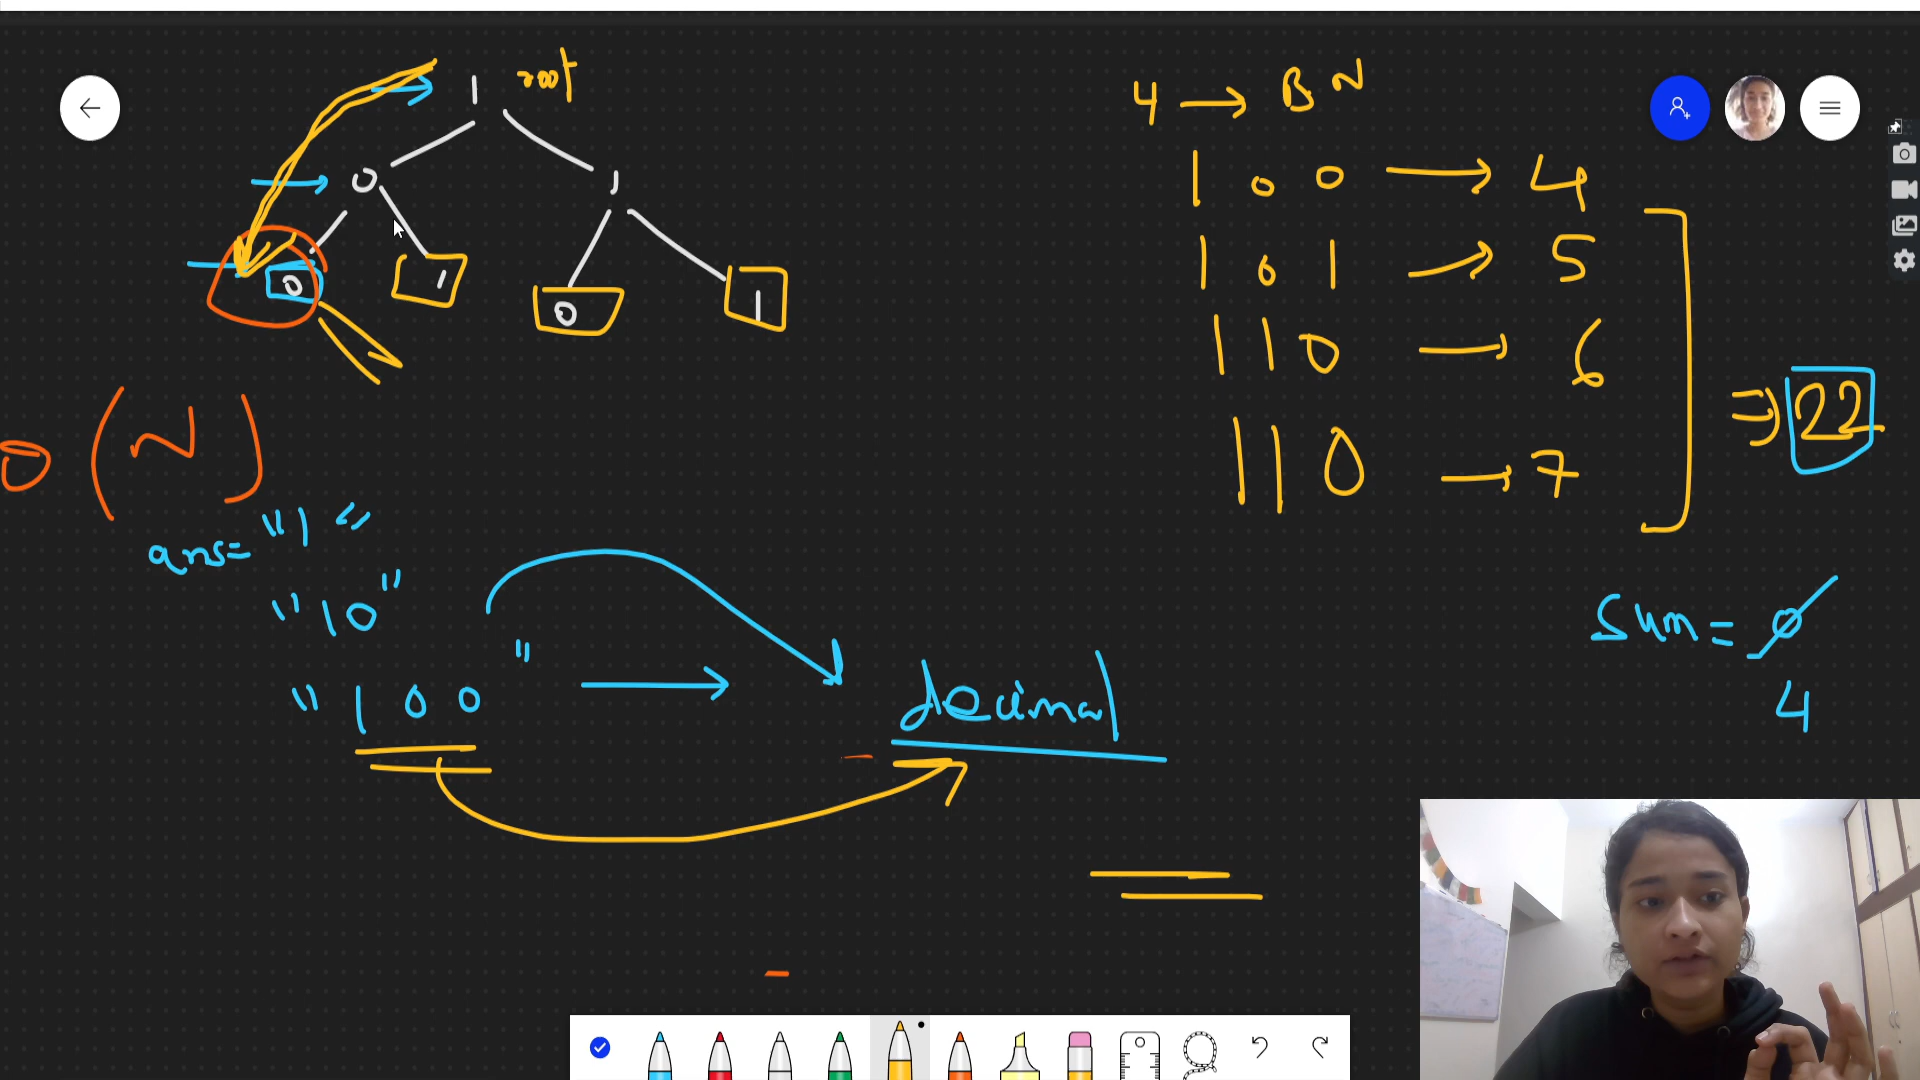 1 root
0 1
0 1 0 1
4 → B N
1 0 0 → 4
1 0 1 → 5
1 1 0 → 6
1 1 0 → 7
⇒ 22
O (N)
ans= "1"
"10"
"100" → decimal
Sum = 0
4